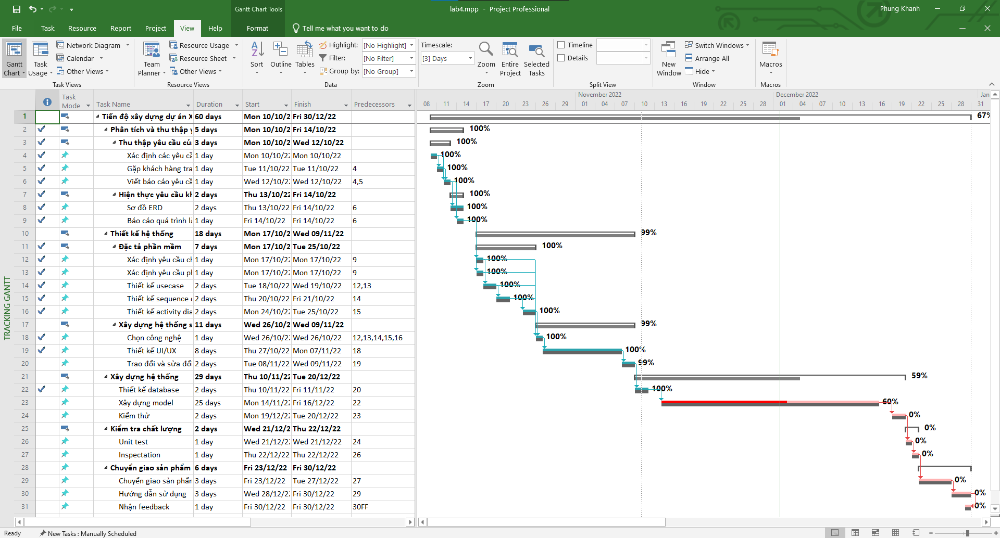 Gantt Chart Tools
lab4.mpp - Project Professional
Phung Khanh
File Task Resource Report Project View Help Format Tell me what you want to do
Gantt Chart
Task Usage
Network Diagram
Calendar
Other Views
Task Views
Team Planner
Resource Usage
Resource Sheet
Other Views
Resource Views
Sort
Outline
Tables
Highlight: [No Highlight]
Filter: [No Filter]
Group by: [No Group]
Data
Timescale:
[3] Days
Zoom
Entire Project
Selected Tasks
Zoom
Timeline
Details
Split View
New Window
Switch Windows
Arrange All
Hide
Window
Macros
Macros
TRACKING GANTT
Task Mode Task Name Duration Start Finish Predecessors
November 2022 December 2022 Jan
08 11 14 17 20 23 26 29 01 04 07 10 13 16 19 22 25 28 01 04 07 10 13 16 19 22 25 28 31
1 Tiến độ xây dựng dự án X 60 days Mon 10/10/2 Fri 30/12/22 67%
2 Phân tích và thu thập y 5 days Mon 10/10/2 Fri 14/10/22 100%
3 Thu thập yêu cầu củ 3 days Mon 10/10/2 Wed 12/10/22 100%
4 Xác định các yêu cầ 1 day Mon 10/10/22 Mon 10/10/22 100%
5 Gặp khách hàng tra 1 day Tue 11/10/22 Tue 11/10/22 4 100%
6 Viết báo cáo yêu cầ 1 day Wed 12/10/22 Wed 12/10/22 4,5 100%
7 Hiện thực yêu cầu kh 2 days Thu 13/10/22 Fri 14/10/22 100%
8 Sơ đồ ERD 2 days Thu 13/10/22 Fri 14/10/22 6 100%
9 Báo cáo quá trình là 1 day Fri 14/10/22 Fri 14/10/22 6 100%
10 Thiết kế hệ thống 18 days Mon 17/10/2 Wed 09/11/22 99%
11 Đặc tả phần mềm 7 days Mon 17/10/2 Tue 25/10/22 100%
12 Xác định yêu cầu ch 1 day Mon 17/10/22 Mon 17/10/22 9 100%
13 Xác định yêu cầu ph 1 day Mon 17/10/22 Mon 17/10/22 9 100%
14 Thiết kế usecase 2 days Tue 18/10/22 Wed 19/10/22 12,13 100%
15 Thiết kế sequence d 2 days Thu 20/10/22 Fri 21/10/22 14 100%
16 Thiết kế activity dia 2 days Mon 24/10/22 Tue 25/10/22 15 100%
17 Xây dựng hệ thống s 11 days Wed 26/10/2 Wed 09/11/22 99%
18 Chọn công nghệ 1 day Wed 26/10/22 Wed 26/10/22 12,13,14,15,16 100%
19 Thiết kế UI/UX 8 days Thu 27/10/22 Mon 07/11/22 18 100%
20 Trao đổi và sửa đổi 2 days Tue 08/11/22 Wed 09/11/22 19 99%
21 Xây dựng hệ thống 29 days Thu 10/11/22 Tue 20/12/22 59%
22 Thiết kế database 2 days Thu 10/11/22 Fri 11/11/22 20 100%
23 Xây dựng model 25 days Mon 14/11/22 Fri 16/12/22 22 60%
24 Kiểm thử 2 days Mon 19/12/22 Tue 20/12/22 23 0%
25 Kiểm tra chất lượng 2 days Wed 21/12/2 Thu 22/12/22 0%
26 Unit test 1 day Wed 21/12/22 Wed 21/12/22 24 0%
27 Inspectation 1 day Thu 22/12/22 Thu 22/12/22 26 0%
28 Chuyển giao sản phẩm 6 days Fri 23/12/22 Fri 30/12/22
29 Chuyển giao sản phẩn 3 days Fri 23/12/22 Tue 27/12/22 27 0%
30 Hướng dẫn sử dụng 3 days Wed 28/12/22 Fri 30/12/22 29 0%
31 Nhận feedback 1 day Fri 30/12/22 Fri 30/12/22 30FF 0%
Ready New Tasks : Manually Scheduled